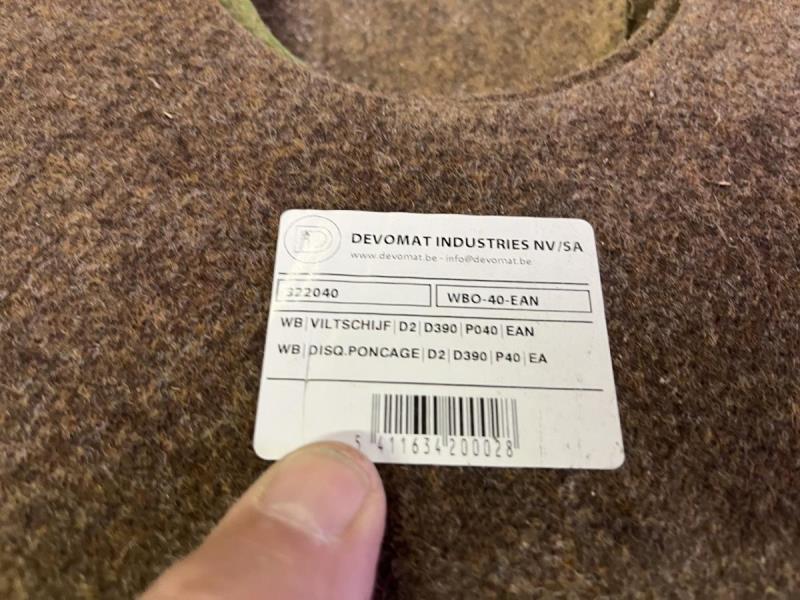 DEVOMAT INDUSTRIES NV/SA
www.devomat.be - info@devomat.be
322040
WBO-40-EAN
WB|VILTSCHIJF|D2|D390|P040|EAN
WB|DISQ.PONCAGE|D2|D390|P40|EA
5 411634 200028